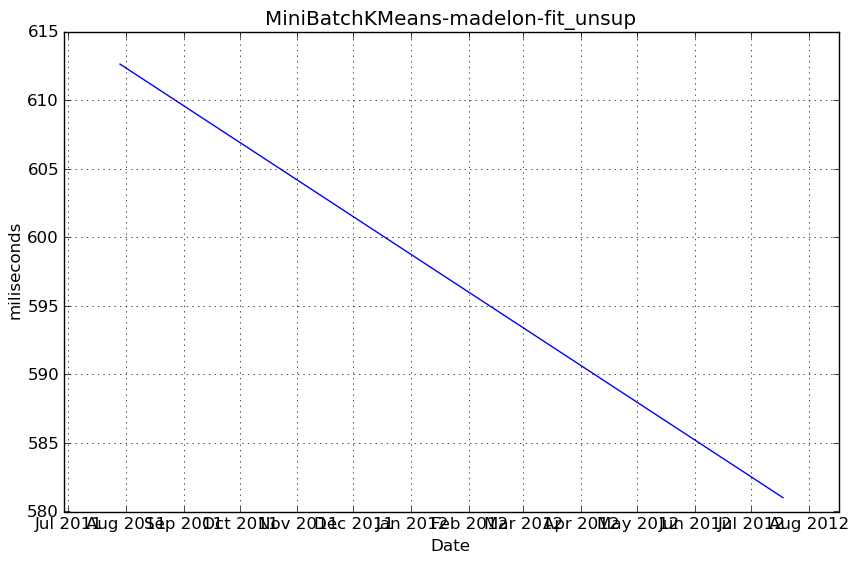 MiniBatchKMeans-madelon-fit_unsup
615
610
605
600
595
590
585
580
miliseconds
Jul 2011 Aug 2011 Sep 2011 Oct 2011 Nov 2011 Dec 2011 Jan 2012 Feb 2012 Mar 2012 Apr 2012 May 2012 Jun 2012 Jul 2012 Aug 2012
Date